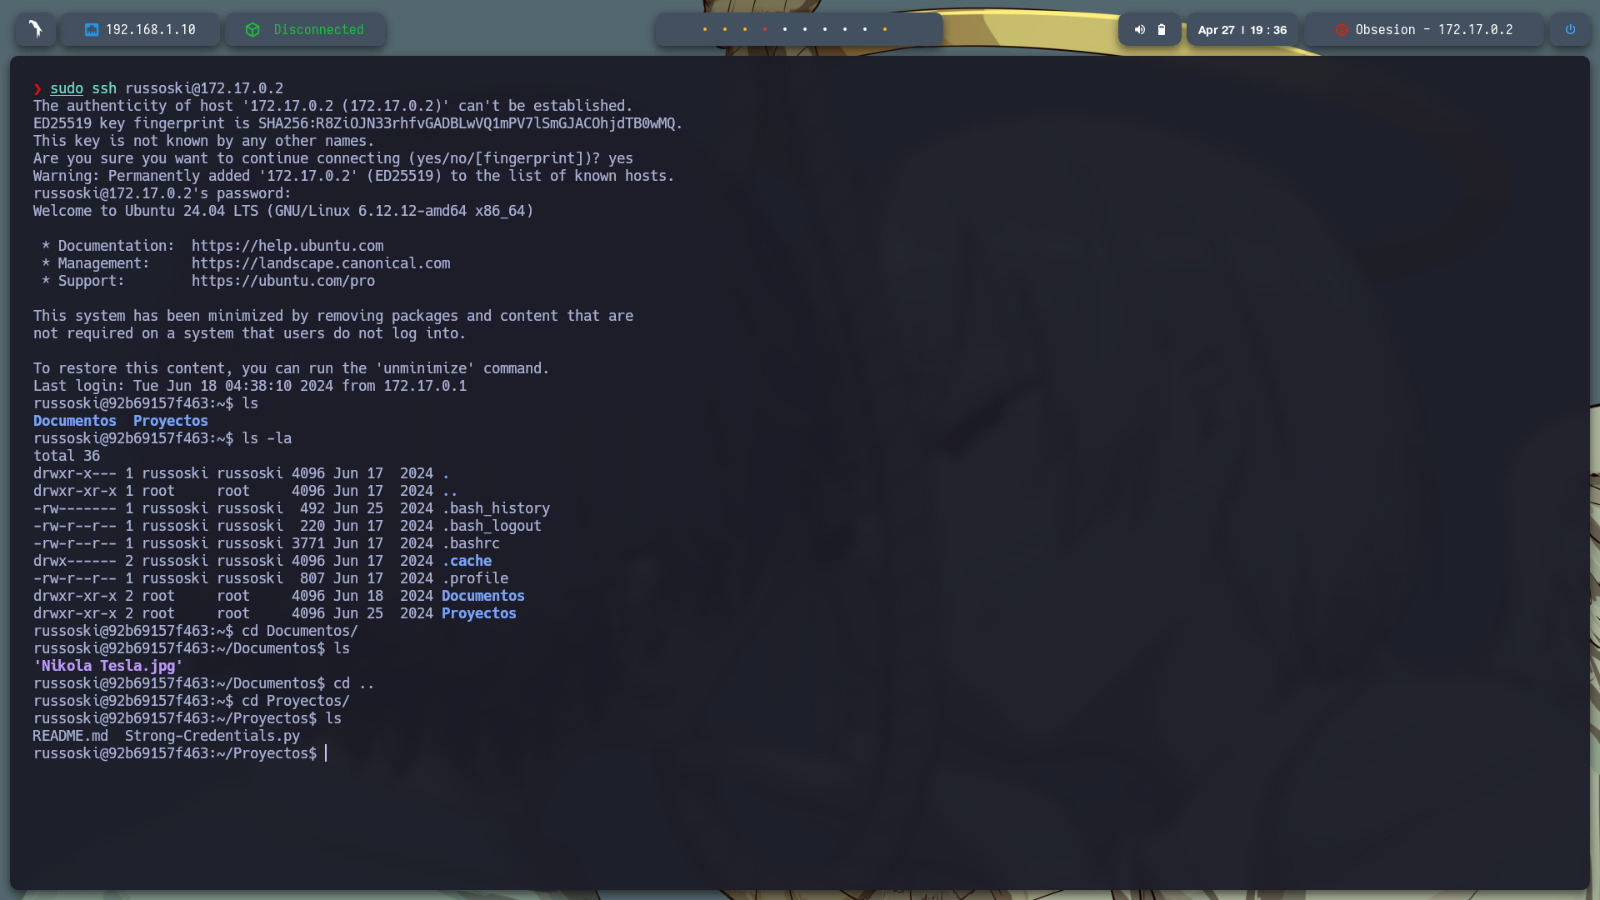 192.168.1.10 Disconnected Apr 27 | 19 : 36 Obsesion - 172.17.0.2
❯ sudo ssh russoski@172.17.0.2
The authenticity of host '172.17.0.2 (172.17.0.2)' can't be established.
ED25519 key fingerprint is SHA256:R8ZiOJN33rhfvGADBLwVQ1mPV7lSmGJACOhjdTB0wMQ.
This key is not known by any other names.
Are you sure you want to continue connecting (yes/no/[fingerprint])? yes
Warning: Permanently added '172.17.0.2' (ED25519) to the list of known hosts.
russoski@172.17.0.2's password:
Welcome to Ubuntu 24.04 LTS (GNU/Linux 6.12.12-amd64 x86_64)
* Documentation: https://help.ubuntu.com
* Management: https://landscape.canonical.com
* Support: https://ubuntu.com/pro
This system has been minimized by removing packages and content that are
not required on a system that users do not log into.
To restore this content, you can run the 'unminimize' command.
Last login: Tue Jun 18 04:38:10 2024 from 172.17.0.1
russoski@92b69157f463:~$ ls
Documentos  Proyectos
russoski@92b69157f463:~$ ls -la
total 36
drwxr-x--- 1 russoski russoski 4096 Jun 17  2024 .
drwxr-xr-x 1 root     root     4096 Jun 17  2024 ..
-rw------- 1 russoski russoski  492 Jun 25  2024 .bash_history
-rw-r--r-- 1 russoski russoski  220 Jun 17  2024 .bash_logout
-rw-r--r-- 1 russoski russoski 3771 Jun 17  2024 .bashrc
drwx------ 2 russoski russoski 4096 Jun 17  2024 .cache
-rw-r--r-- 1 russoski russoski  807 Jun 17  2024 .profile
drwxr-xr-x 2 root     root     4096 Jun 18  2024 Documentos
drwxr-xr-x 2 root     root     4096 Jun 25  2024 Proyectos
russoski@92b69157f463:~$ cd Documentos/
russoski@92b69157f463:~/Documentos$ ls
'Nikola Tesla.jpg'
russoski@92b69157f463:~/Documentos$ cd ..
russoski@92b69157f463:~$ cd Proyectos/
russoski@92b69157f463:~/Proyectos$ ls
README.md  Strong-Credentials.py
russoski@92b69157f463:~/Proyectos$